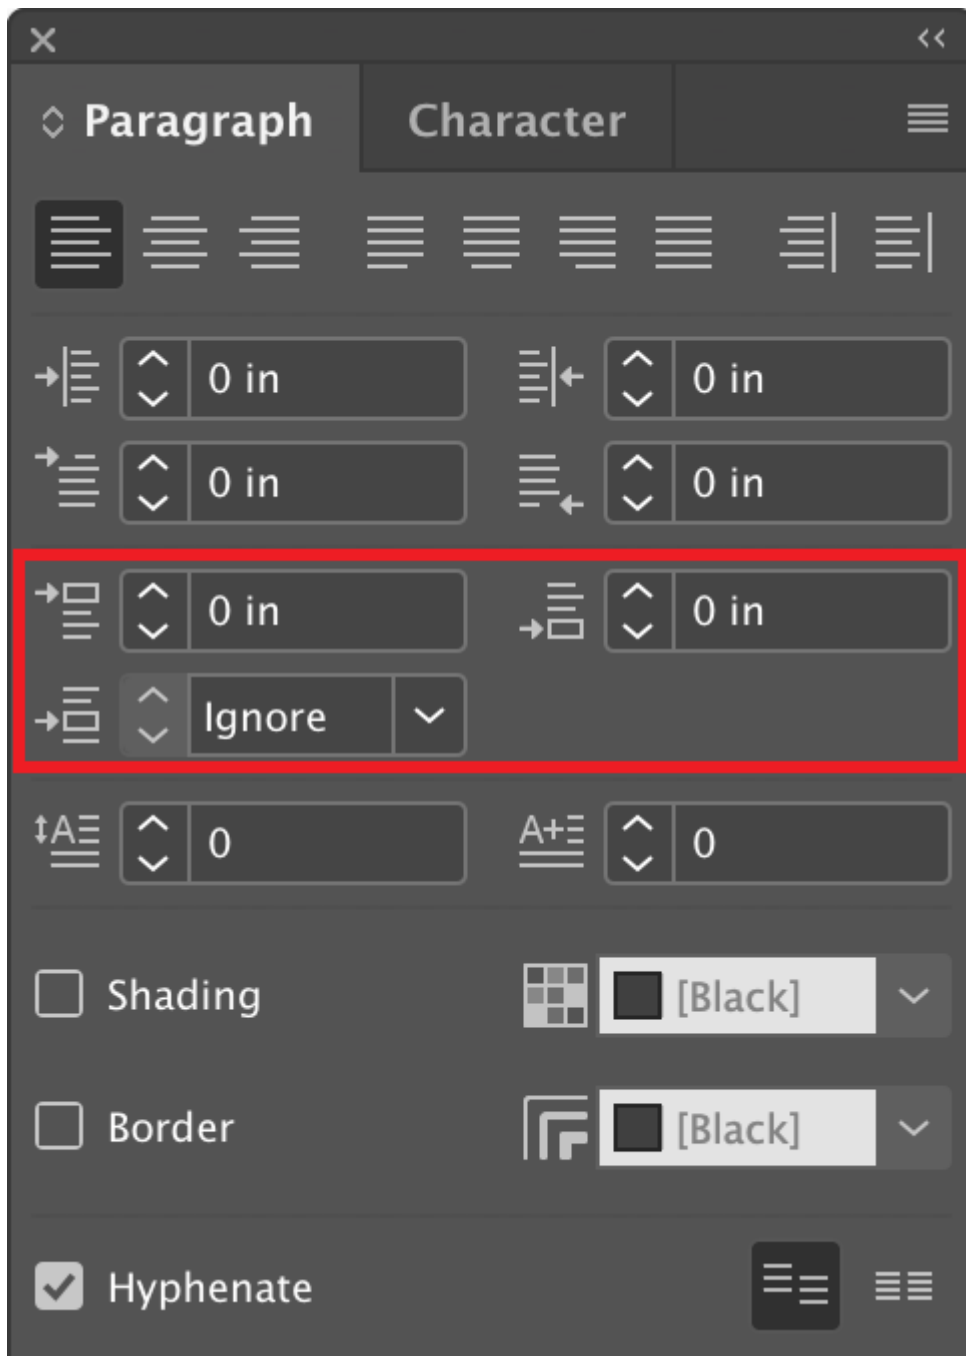 Paragraph Character
0 in 0 in
0 in 0 in
0 in 0 in
Ignore
0 0
Shading [Black]
Border [Black]
Hyphenate